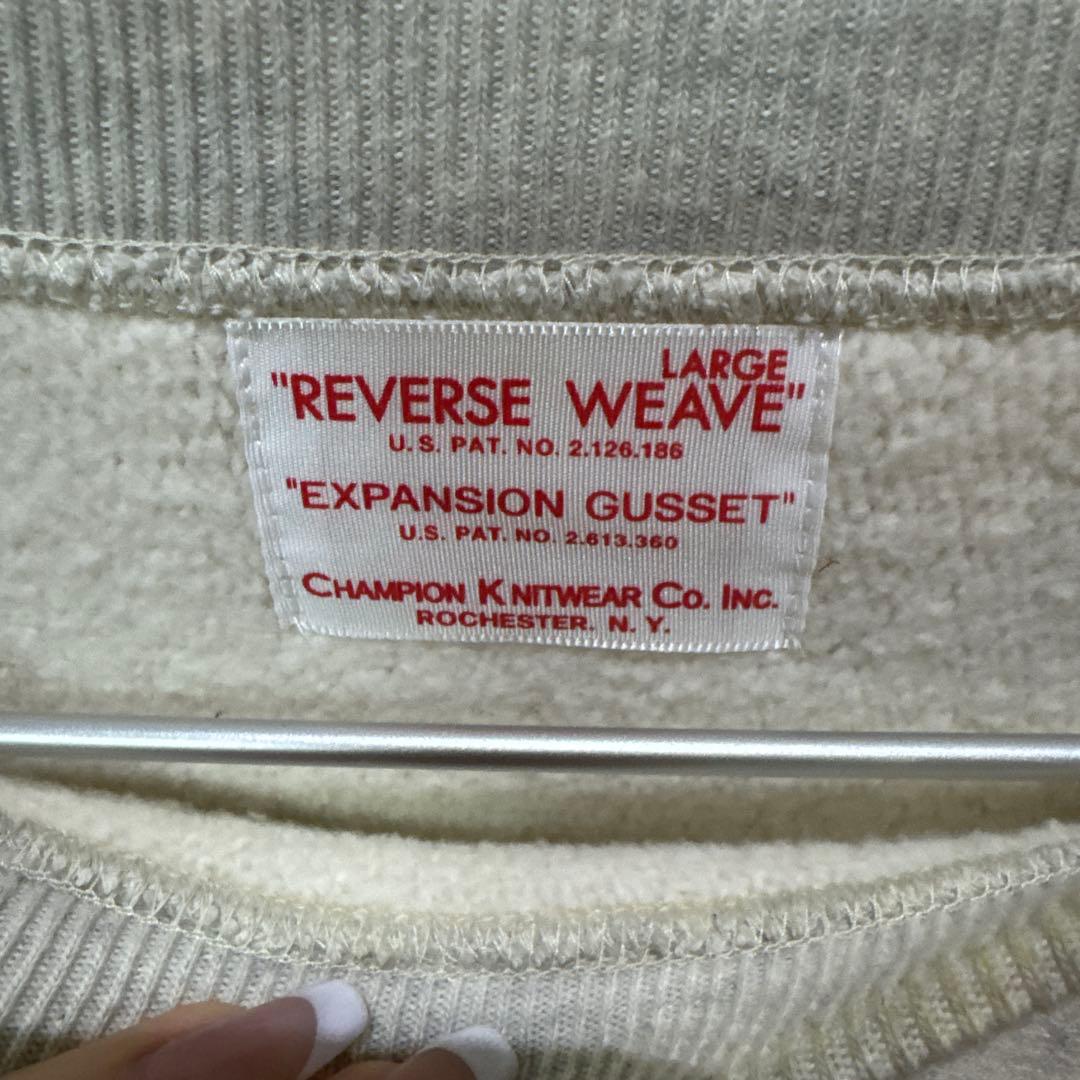 LARGE
"REVERSE WEAVE"
U.S. PAT. NO. 2.126.186
"EXPANSION GUSSET"
U.S. PAT. NO. 2.613.360
CHAMPION KNITWEAR CO. INC.
ROCHESTER. N. Y.